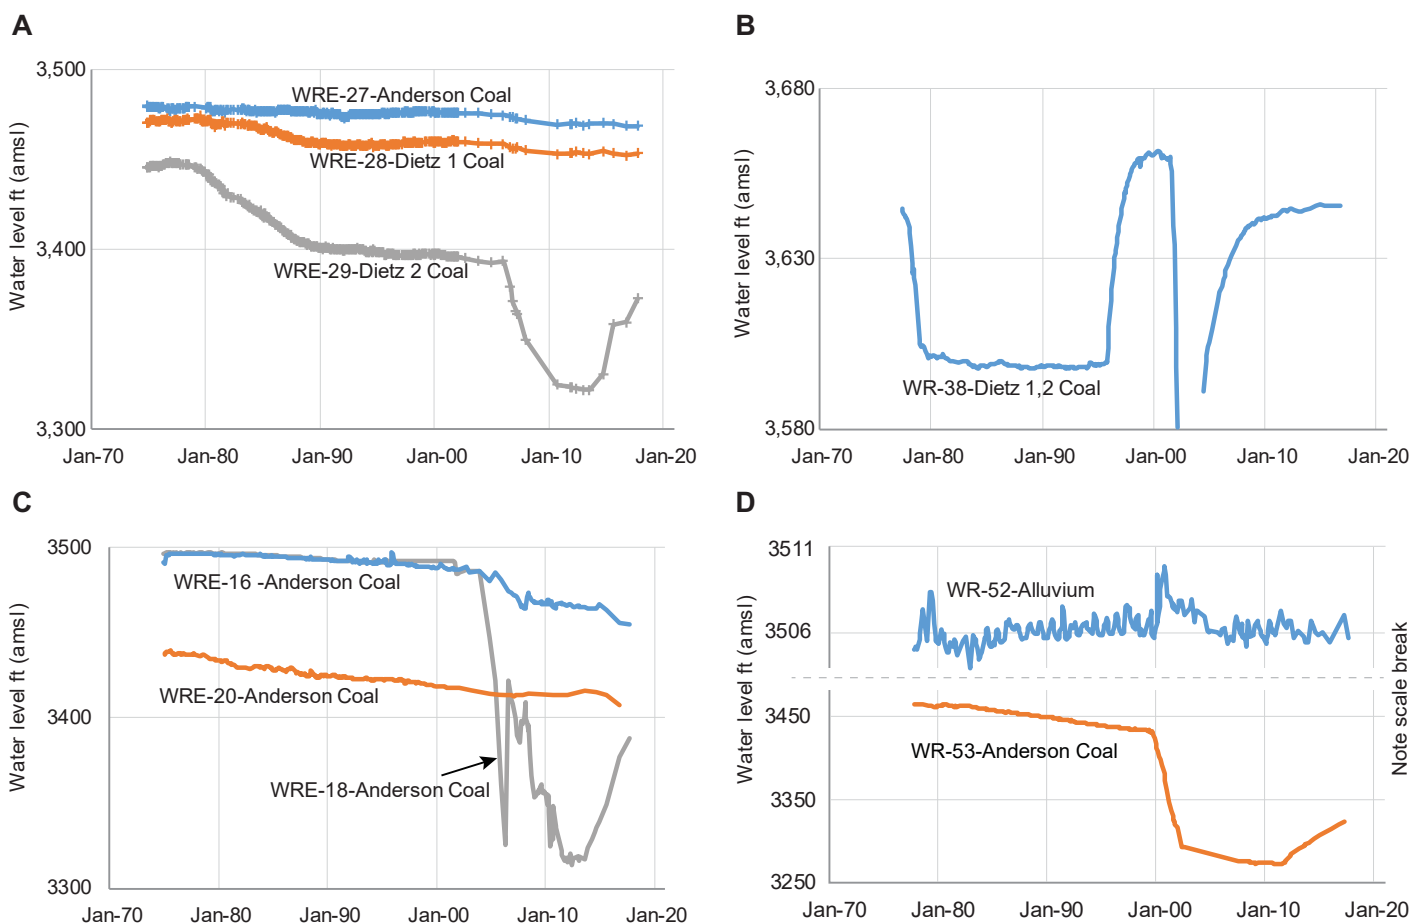 A
Water level ft (amsl)
3,500
3,400
3,300
WRE-27-Anderson Coal
WRE-28-Dietz 1 Coal
WRE-29-Dietz 2 Coal
Jan-70 Jan-80 Jan-90 Jan-00 Jan-10 Jan-20
B
Water level ft (amsl)
3,680
3,630
3,580
WR-38-Dietz 1,2 Coal
Jan-70 Jan-80 Jan-90 Jan-00 Jan-10 Jan-20
C
Water level ft (amsl)
3500
3400
3300
WRE-16 -Anderson Coal
WRE-20-Anderson Coal
WRE-18-Anderson Coal
Jan-70 Jan-80 Jan-90 Jan-00 Jan-10 Jan-20
D
Water level ft (amsl)
3511
3506
3450
3350
3250
WR-52-Alluvium
WR-53-Anderson Coal
Note scale break
Jan-70 Jan-80 Jan-90 Jan-00 Jan-10 Jan-20